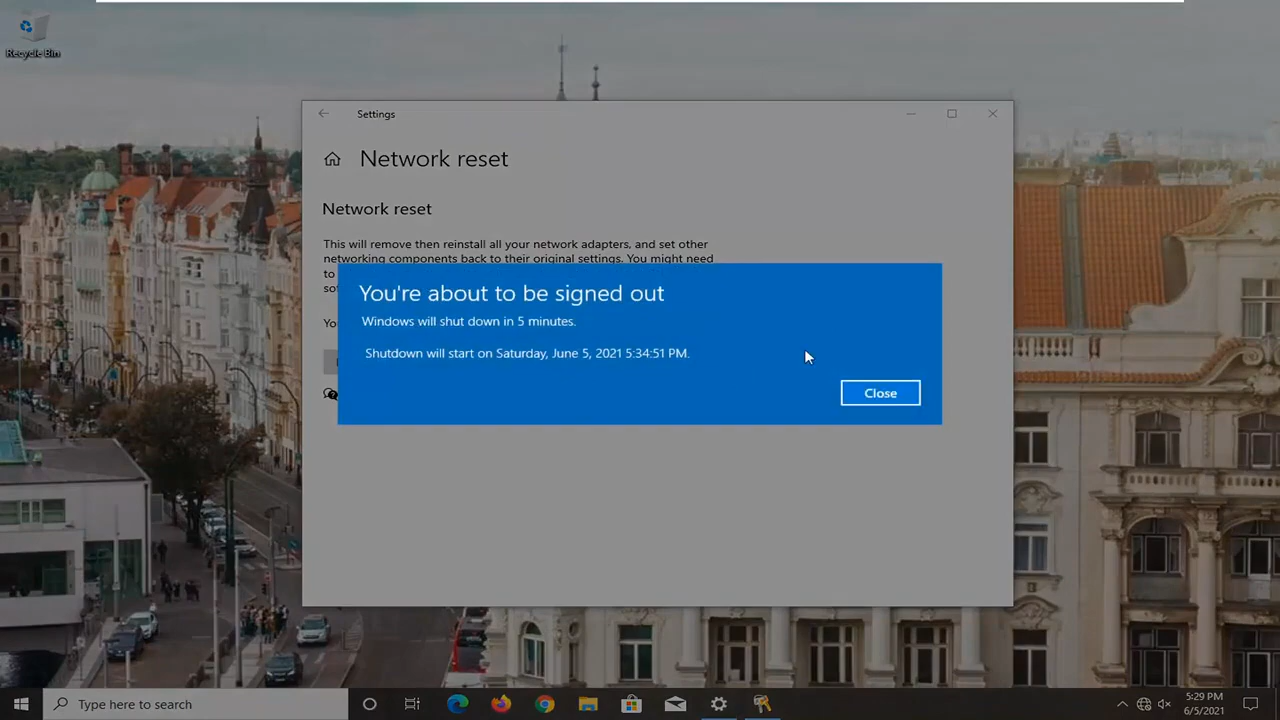 Recycle Bin
Settings
Network reset
Network reset
This will remove then reinstall all your network adapters, and set other
networking components back to their original settings. You might need
to
You're about to be signed out
Windows will shut down in 5 minutes.
Shutdown will start on Saturday, June 5, 2021 5:34:51 PM.
Close
Type here to search
5:29 PM
6/5/2021